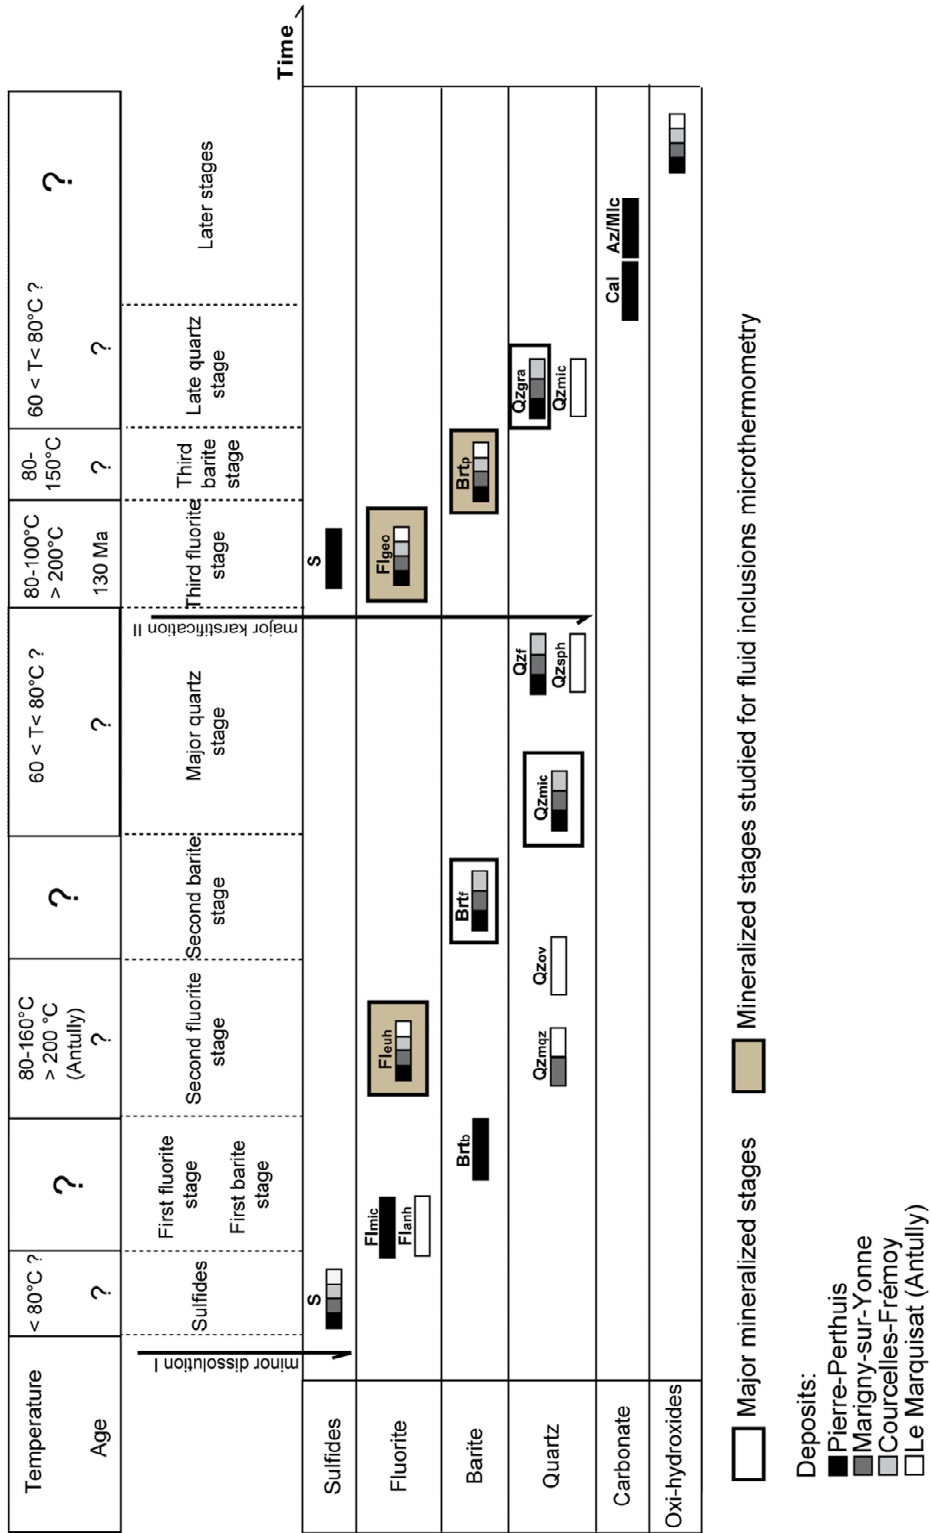 Temperature
< 80°C ?
?
80-160°C
> 200 °C
(Antully)
?
60 < T< 80°C ?
80-100°C
> 200°C
80-
150°C
60 < T< 80°C ?
?
Age
?
?
?
130 Ma
?
?
Sulfides
First fluorite
stage
First barite
stage
Second fluorite
stage
Second barite
stage
Major quartz
stage
Third fluorite
stage
Third
barite
stage
Late quartz
stage
Later stages
minor dissolution I
major karstification II
Time
Sulfides
S
S
Fluorite
Flmic
Flanh
Fleuh
Flgeo
Barite
Brtb
Brtf
Brtp
Quartz
Qzmqz
Qzov
Qzmic
Qzf
Qzsph
Qzgra
Qzmic
Carbonate
Cal
Az/Mlc
Oxi-hydroxides
Major mineralized stages
Mineralized stages studied for fluid inclusions microthermometry
Deposits:
Pierre-Perthuis
Marigny-sur-Yonne
Courcelles-Frémoy
Le Marquisat (Antully)